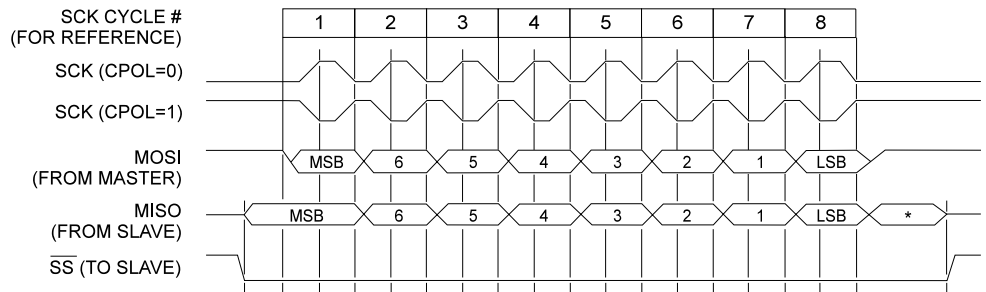 SCK CYCLE # 1 2 3 4 5 6 7 8
(FOR REFERENCE)
SCK (CPOL=0)
SCK (CPOL=1)
MOSI MSB 6 5 4 3 2 1 LSB
(FROM MASTER)
MISO MSB 6 5 4 3 2 1 LSB *
(FROM SLAVE)
SS (TO SLAVE)